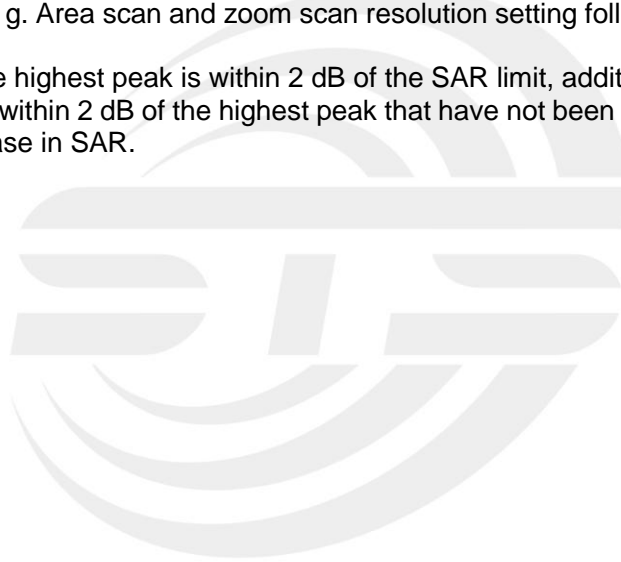 g. Area scan and zoom scan resolution setting foll
e highest peak is within 2 dB of the SAR limit, addit
within 2 dB of the highest peak that have not been
ase in SAR.
STS